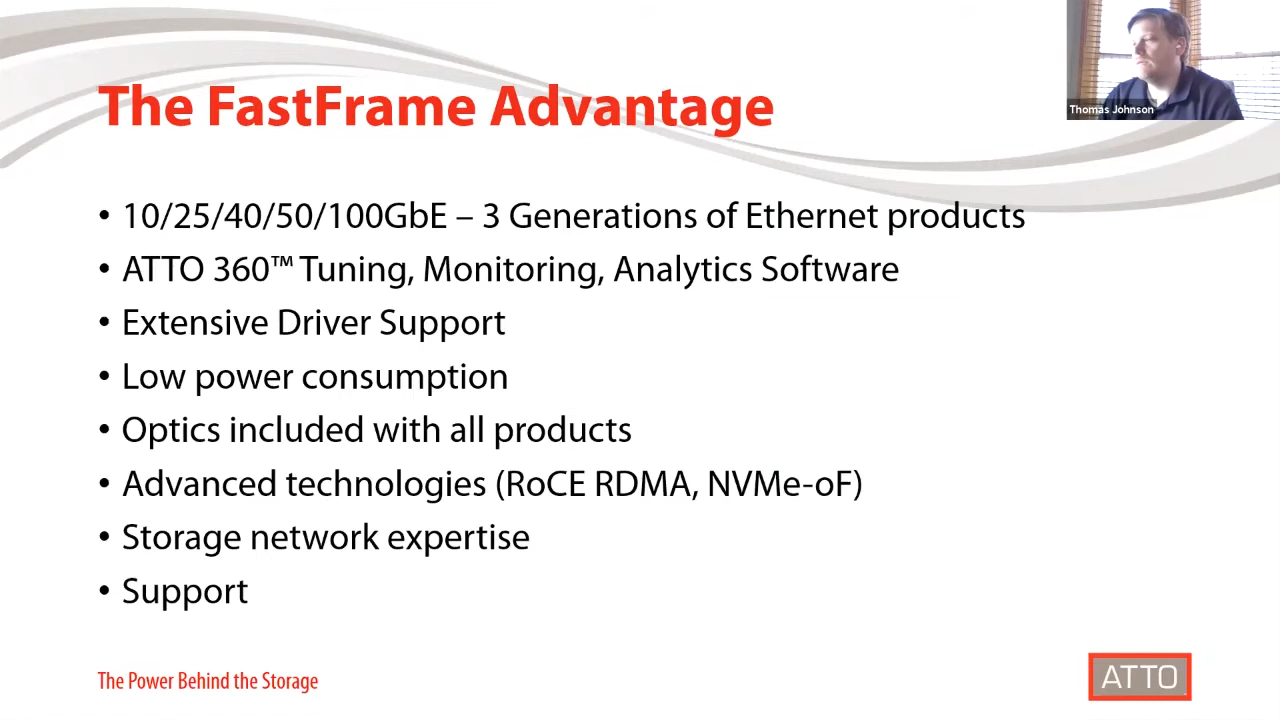 The FastFrame Advantage
Thomas Johnson
• 10/25/40/50/100GbE – 3 Generations of Ethernet products
• ATTO 360™ Tuning, Monitoring, Analytics Software
• Extensive Driver Support
• Low power consumption
• Optics included with all products
• Advanced technologies (RoCE RDMA, NVMe-oF)
• Storage network expertise
• Support
The Power Behind the Storage
ATTO